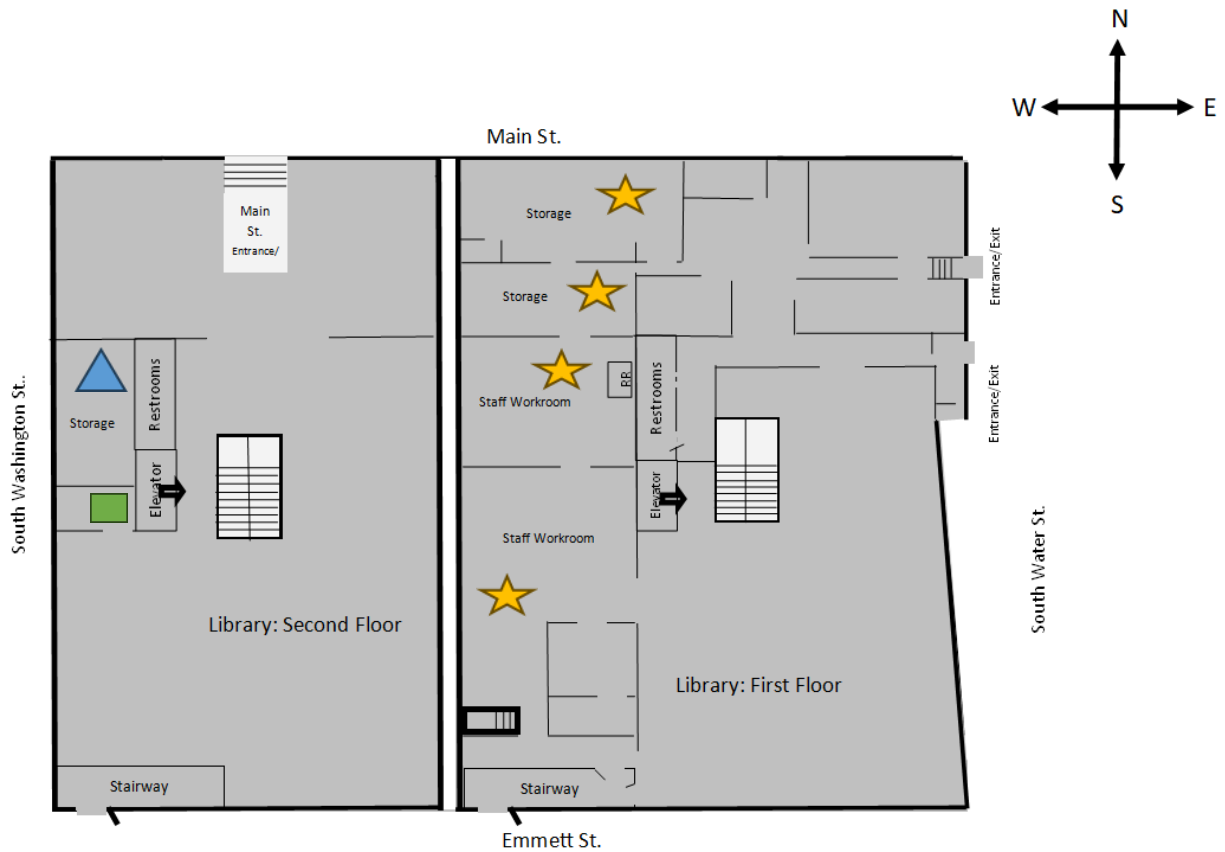 N
W E
S
Main St.
Main
St.
Entrance/
Storage
Storage
Entrance/Exit
Restrooms
Storage
Elevator
RR
Staff Workroom
Restrooms
Entrance/Exit
Elevator
Staff Workroom
South Washington St..
South Water St.
Library: Second Floor
Library: First Floor
Stairway
Stairway
Emmett St.